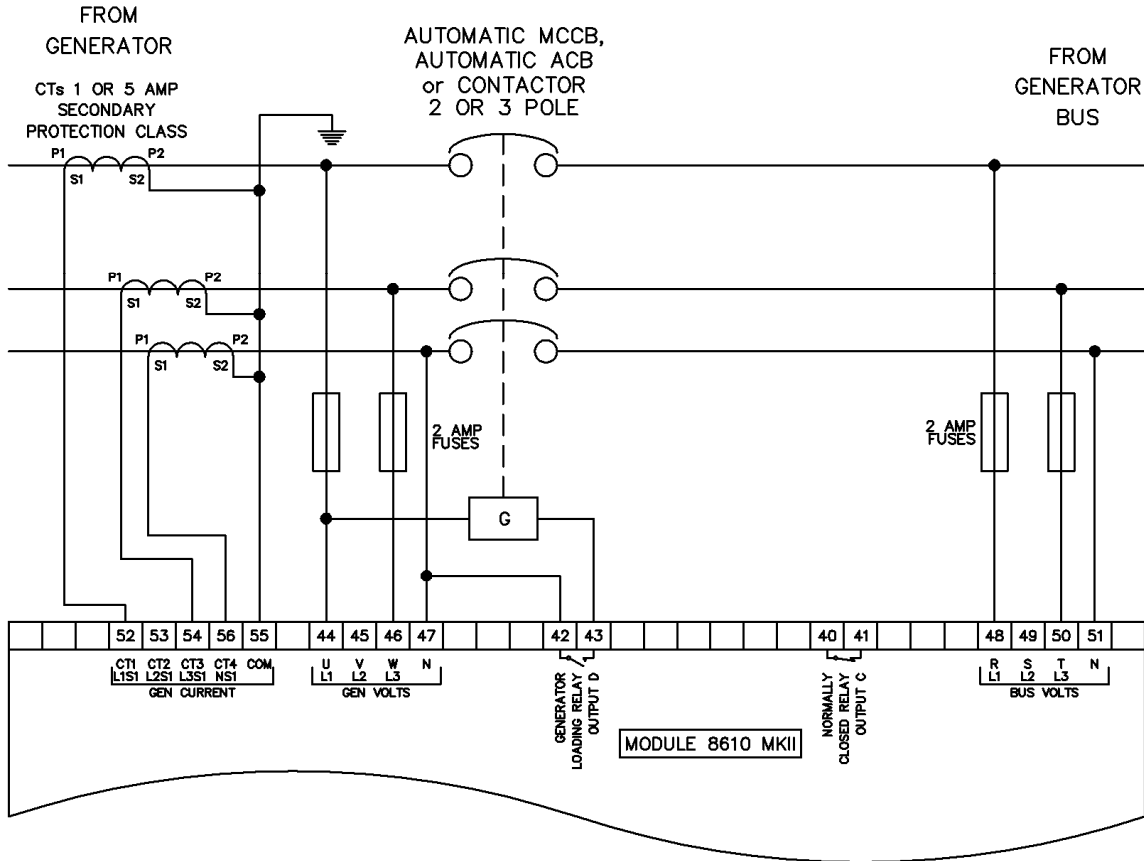 FROM
GENERATOR
CTs 1 OR 5 AMP
SECONDARY
PROTECTION CLASS
AUTOMATIC MCCB,
AUTOMATIC ACB
or CONTACTOR
2 OR 3 POLE
FROM
GENERATOR
BUS
P1 P2
S1 S2
P1 P2
S1 S2
P1 P2
S1 S2
2 AMP
FUSES
2 AMP
FUSES
G
52 53 54 56 55 44 45 46 47 42 43 40 41 48 49 50 51
CT1 CT2 CT3 CT4 COM
L1S1 L2S1 L3S1 NS1
GEN CURRENT
U V W N
L1 L2 L3
GEN VOLTS
GENERATOR
LOADING RELAY
OUTPUT D
NORMALLY
CLOSED RELAY
OUTPUT C
R S T N
L1 L2 L3
BUS VOLTS
MODULE 8610 MKII